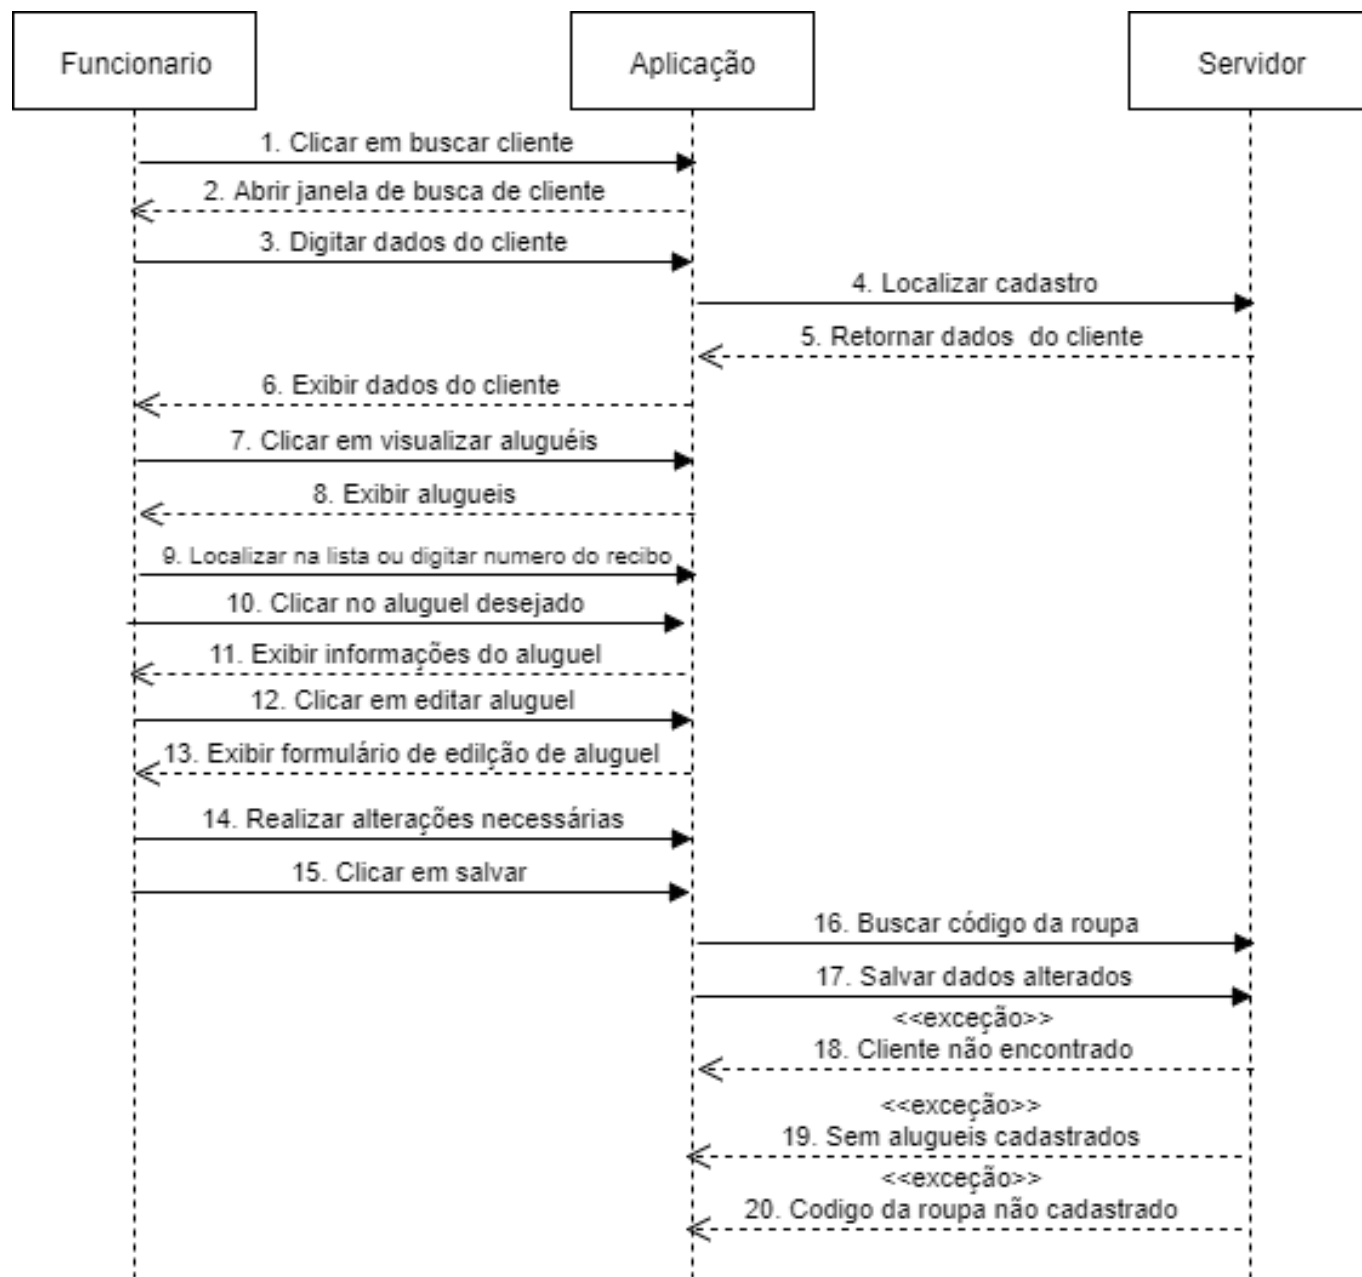 Funcionario
Aplicação
Servidor
1. Clicar em buscar cliente
2. Abrir janela de busca de cliente
3. Digitar dados do cliente
4. Localizar cadastro
5. Retornar dados do cliente
6. Exibir dados do cliente
7. Clicar em visualizar aluguéis
8. Exibir alugueis
9. Localizar na lista ou digitar numero do recibo
10. Clicar no aluguel desejado
11. Exibir informações do aluguel
12. Clicar em editar aluguel
13. Exibir formulário de edilção de aluguel
14. Realizar alterações necessárias
15. Clicar em salvar
16. Buscar código da roupa
17. Salvar dados alterados
<<exceção>>
18. Cliente não encontrado
<<exceção>>
19. Sem alugueis cadastrados
<<exceção>>
20. Codigo da roupa não cadastrado